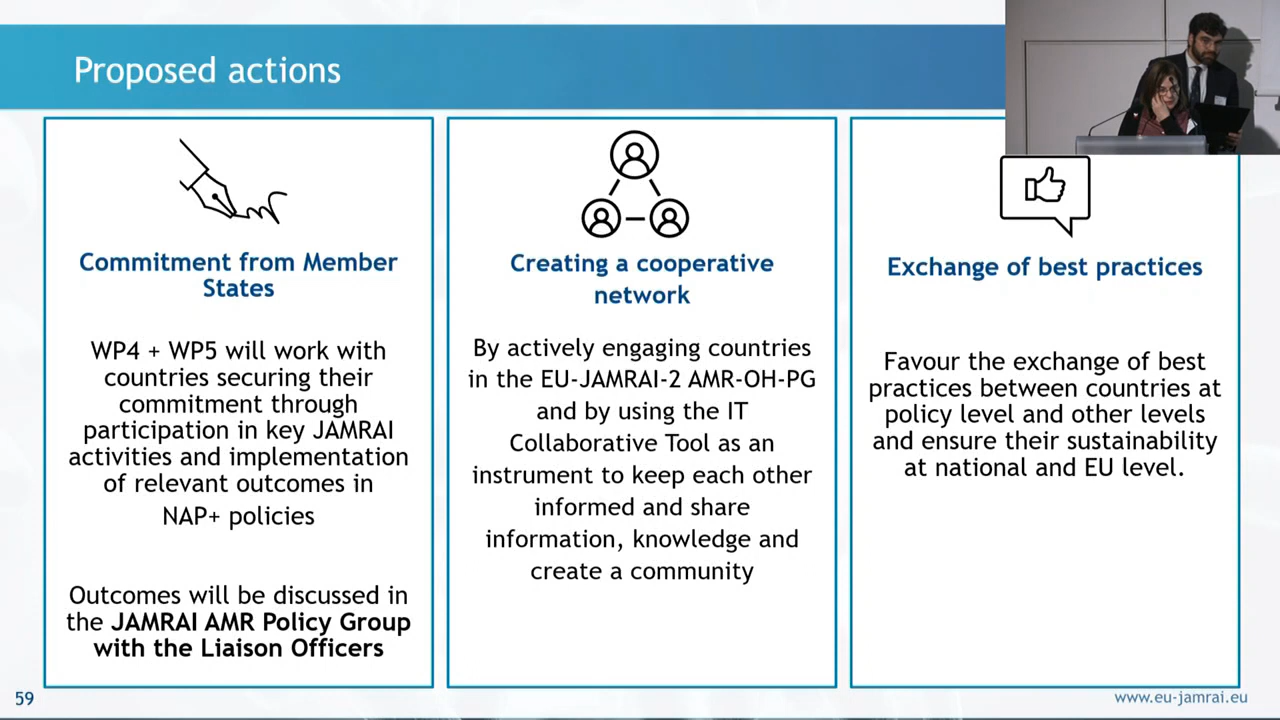 Proposed actions
Commitment from Member
States
WP4 + WP5 will work with
countries securing their
commitment through
participation in key JAMRAI
activities and implementation
of relevant outcomes in
NAP+ policies
Outcomes will be discussed in
the JAMRAI AMR Policy Group
with the Liaison Officers
Creating a cooperative
network
By actively engaging countries
in the EU-JAMRAI-2 AMR-OH-PG
and by using the IT
Collaborative Tool as an
instrument to keep each other
informed and share
information, knowledge and
create a community
Exchange of best practices
Favour the exchange of best
practices between countries at
policy level and other levels
and ensure their sustainability
at national and EU level.
59
www.eu-jamrai.eu